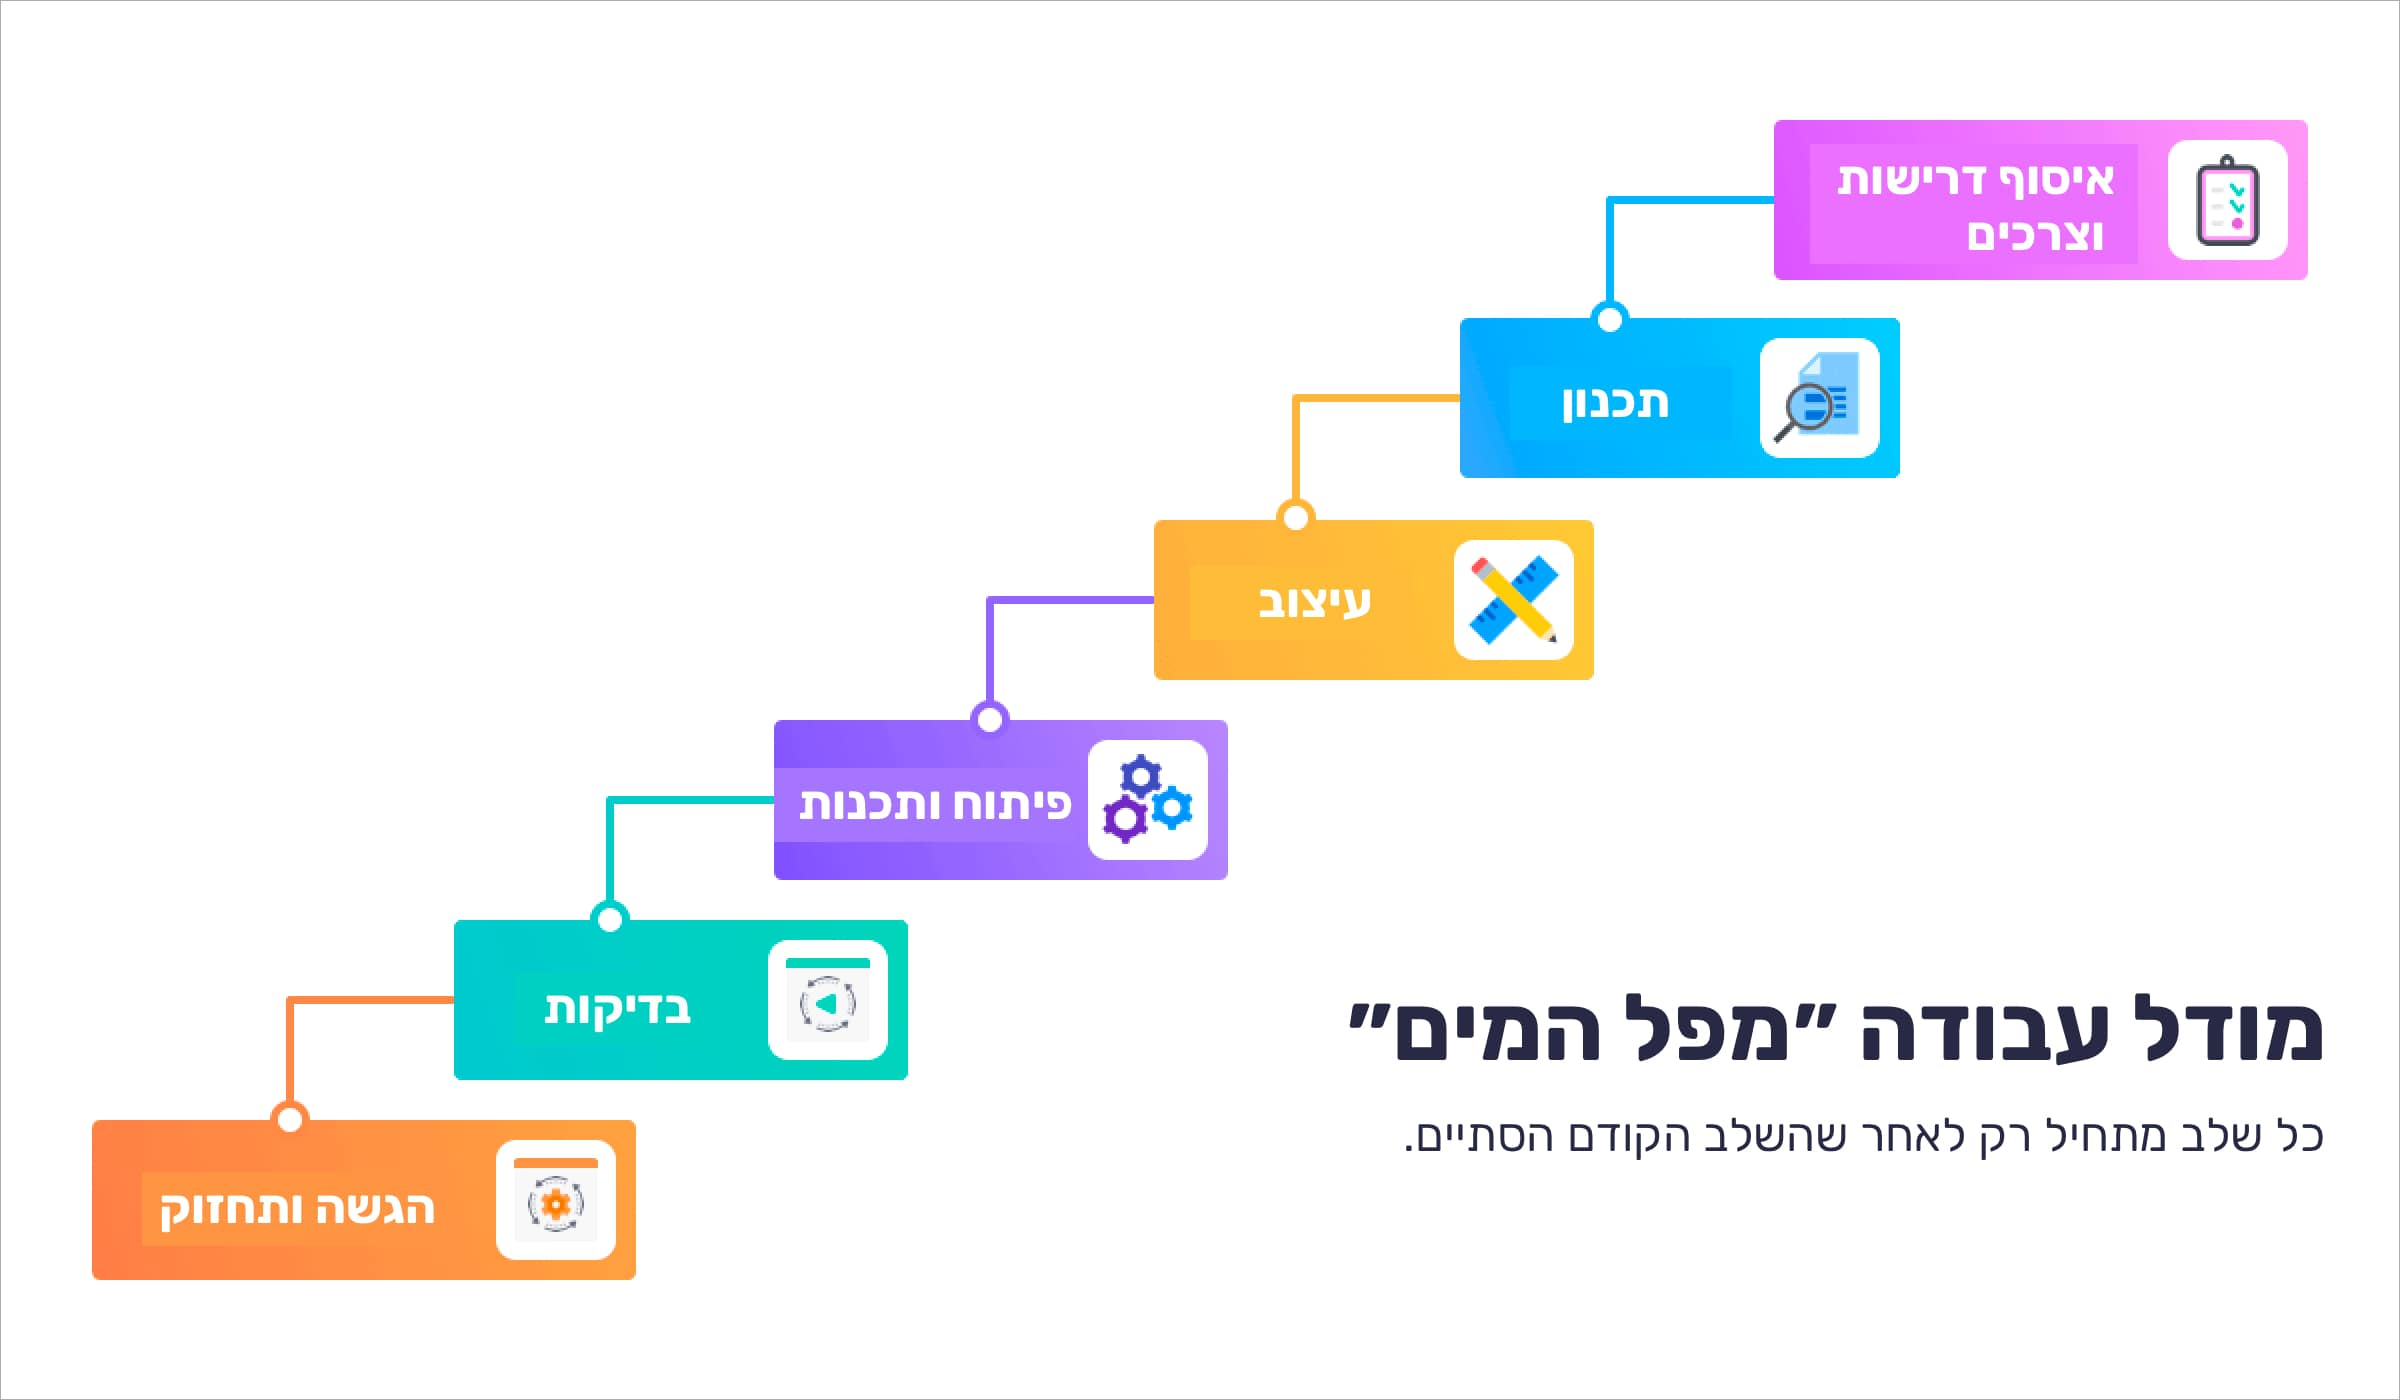 איסוף דרישות
וצרכים
תכנון
עיצוב
פיתוח ותכנות
בדיקות
הגשה ותחזוק
מודל עבודה ”מפל המים”
כל שלב מתחיל רק לאחר שהשלב הקודם הסתיים.